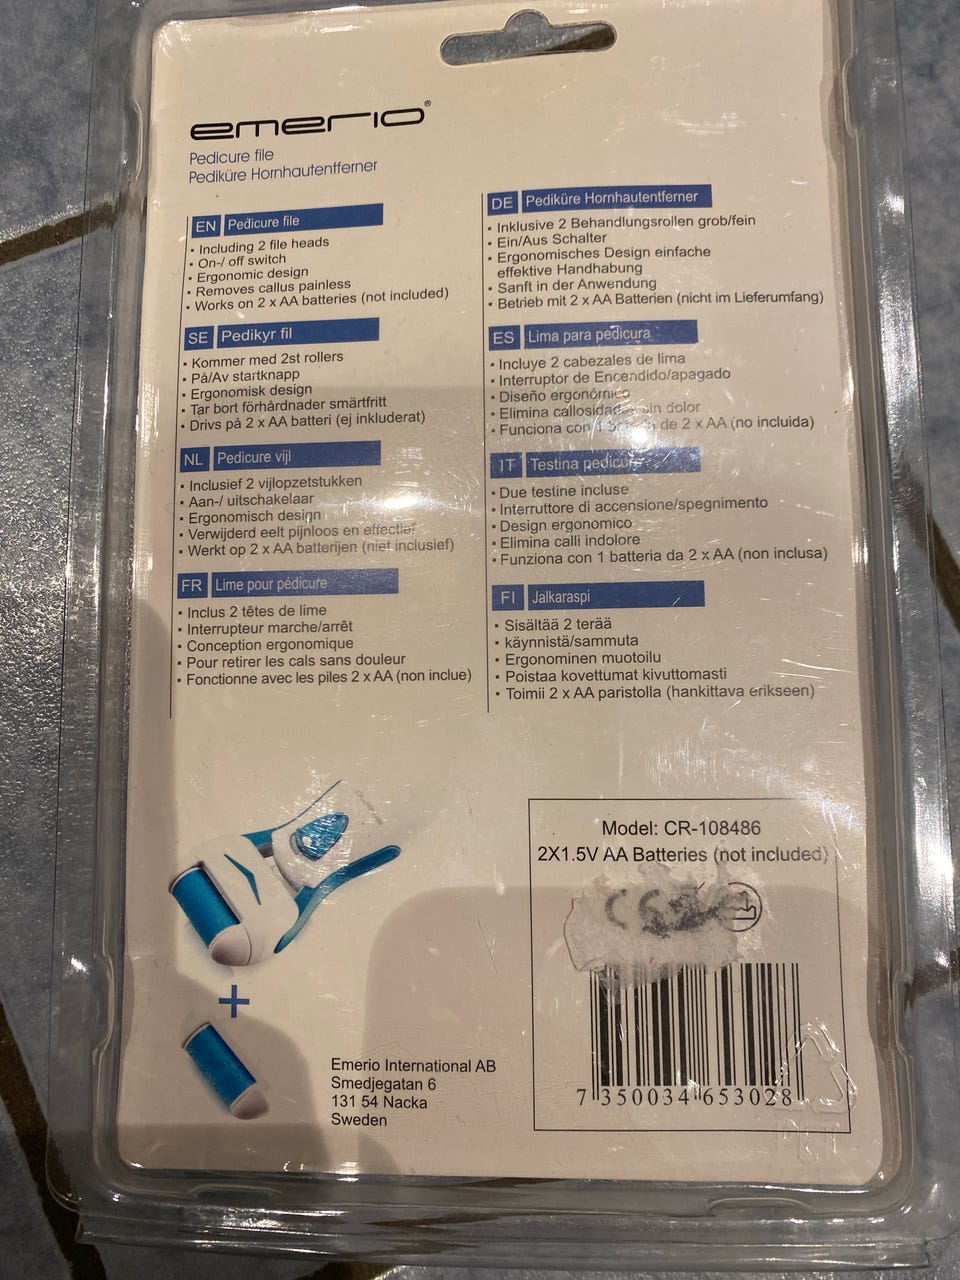 emerio®
Pedicure file
Pediküre Hornhautentferner
EN Pedicure file
▪ Including 2 file heads
▪ On-/ off switch
▪ Ergonomic design
▪ Removes callus painless
▪ Works on 2 x AA batteries (not included)
SE Pedikyr fil
▪ Kommer med 2st rollers
▪ På/Av startknapp
▪ Ergonomisk design
▪ Tar bort förhårdnader smärtfritt
▪ Drivs på 2 x AA batteri (ej inkluderat)
NL Pedicure vijl
▪ Inclusief 2 vijlopzetstukken
▪ Aan-/ uitschakelaar
▪ Ergonomisch design
▪ Verwijderd eelt pijnloos en effectief
▪ Werkt op 2 x AA batterijen (niet inclusief)
FR Lime pour pédicure
▪ Inclus 2 têtes de lime
▪ Interrupteur marche/arrêt
▪ Conception ergonomique
▪ Pour retirer les cals sans douleur
▪ Fonctionne avec les piles 2 x AA (non inclue)
DE Pediküre Hornhautentferner
▪ Inklusive 2 Behandlungsrollen grob/fein
▪ Ein/Aus Schalter
▪ Ergonomisches Design einfache
effektive Handhabung
▪ Sanft in der Anwendung
▪ Betrieb mit 2 x AA Batterien (nicht im Lieferumfang)
ES Lima para pedicura
▪ Incluye 2 cabezales de lima
▪ Interruptor de Encendido/apagado
▪ Diseño ergonómico
▪ Elimina sin dolor
▪ Funciona con 1 de 2 x AA (no incluida)
IT Testina pedicure
▪ Due testine incluse
▪ Interruttore di accensione/spegnimento
▪ Design ergonomico
▪ Elimina calli indolore
▪ Funziona con 1 batteria da 2 x AA (non inclusa)
FI Jalkaraspi
▪ Sisältää 2 terää
▪ käynnistä/sammuta
▪ Ergonominen muotoilu
▪ Poistaa kovettumat kivuttomasti
▪ Toimii 2 x AA paristolla (hankittava erikseen)
+
Emerio International AB
Smedjegatan 6
131 54 Nacka
Sweden
Model: CR-108486
2X1.5V AA Batteries (not included)
CE
7 350034 653028